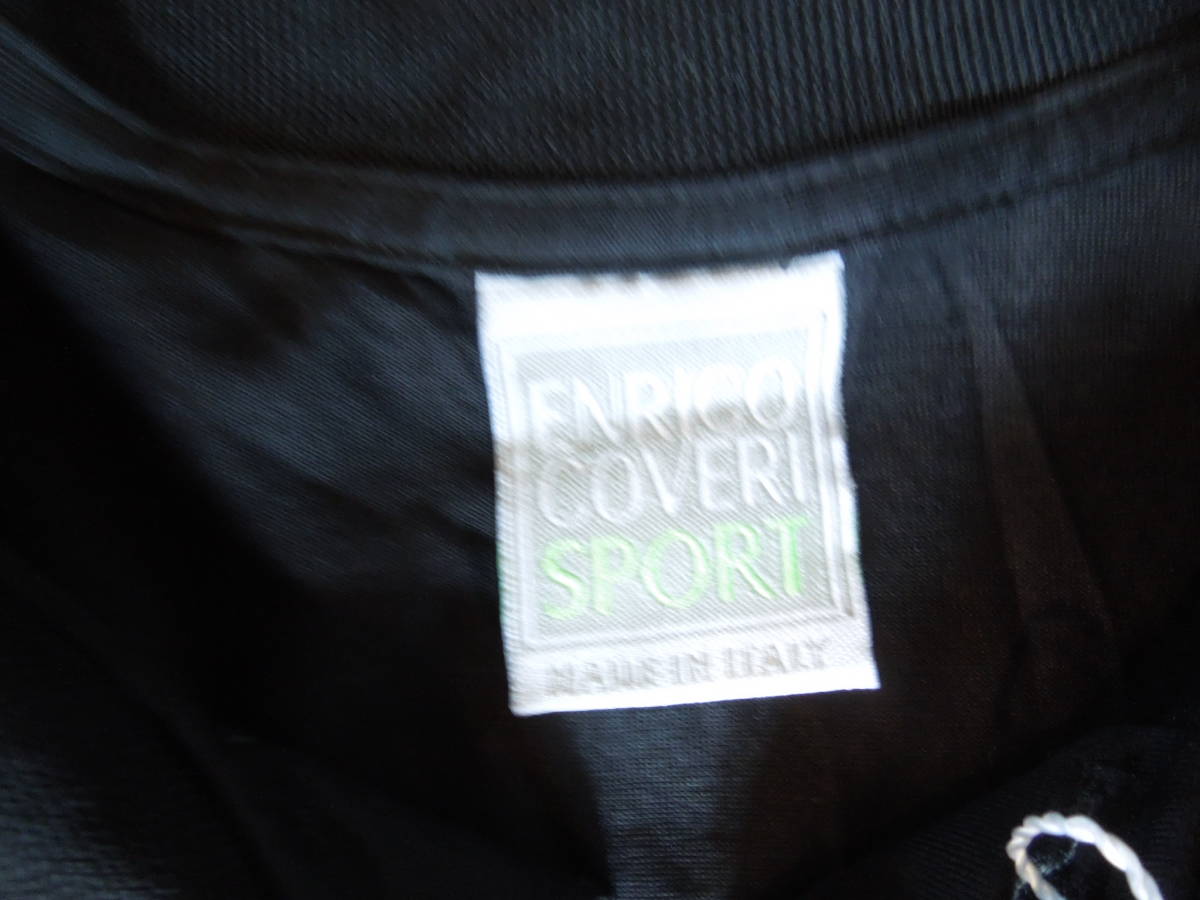 ENRICO
COVERI
SPORT
MADE IN ITALY